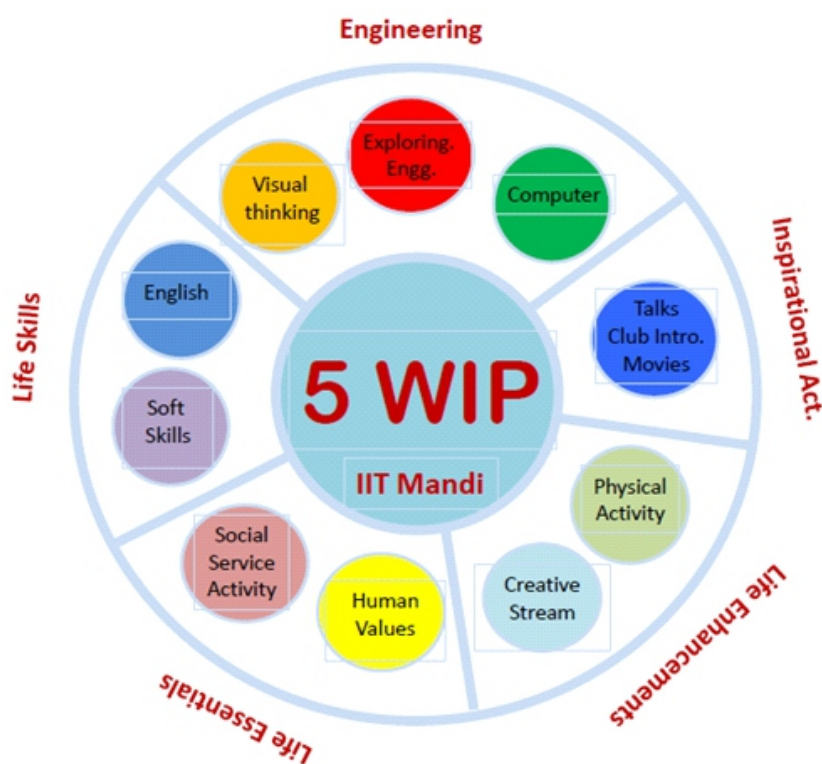 Engineering
Exploring.
Engg.
Visual
thinking
Computer
Inspirational Act.
Talks
Club Intro.
Movies
Life Skills
English
Soft
Skills
5 WIP
IIT Mandi
Physical
Activity
Creative
Stream
Life Enhancements
Social
Service
Activity
Human
Values
Life Essentials